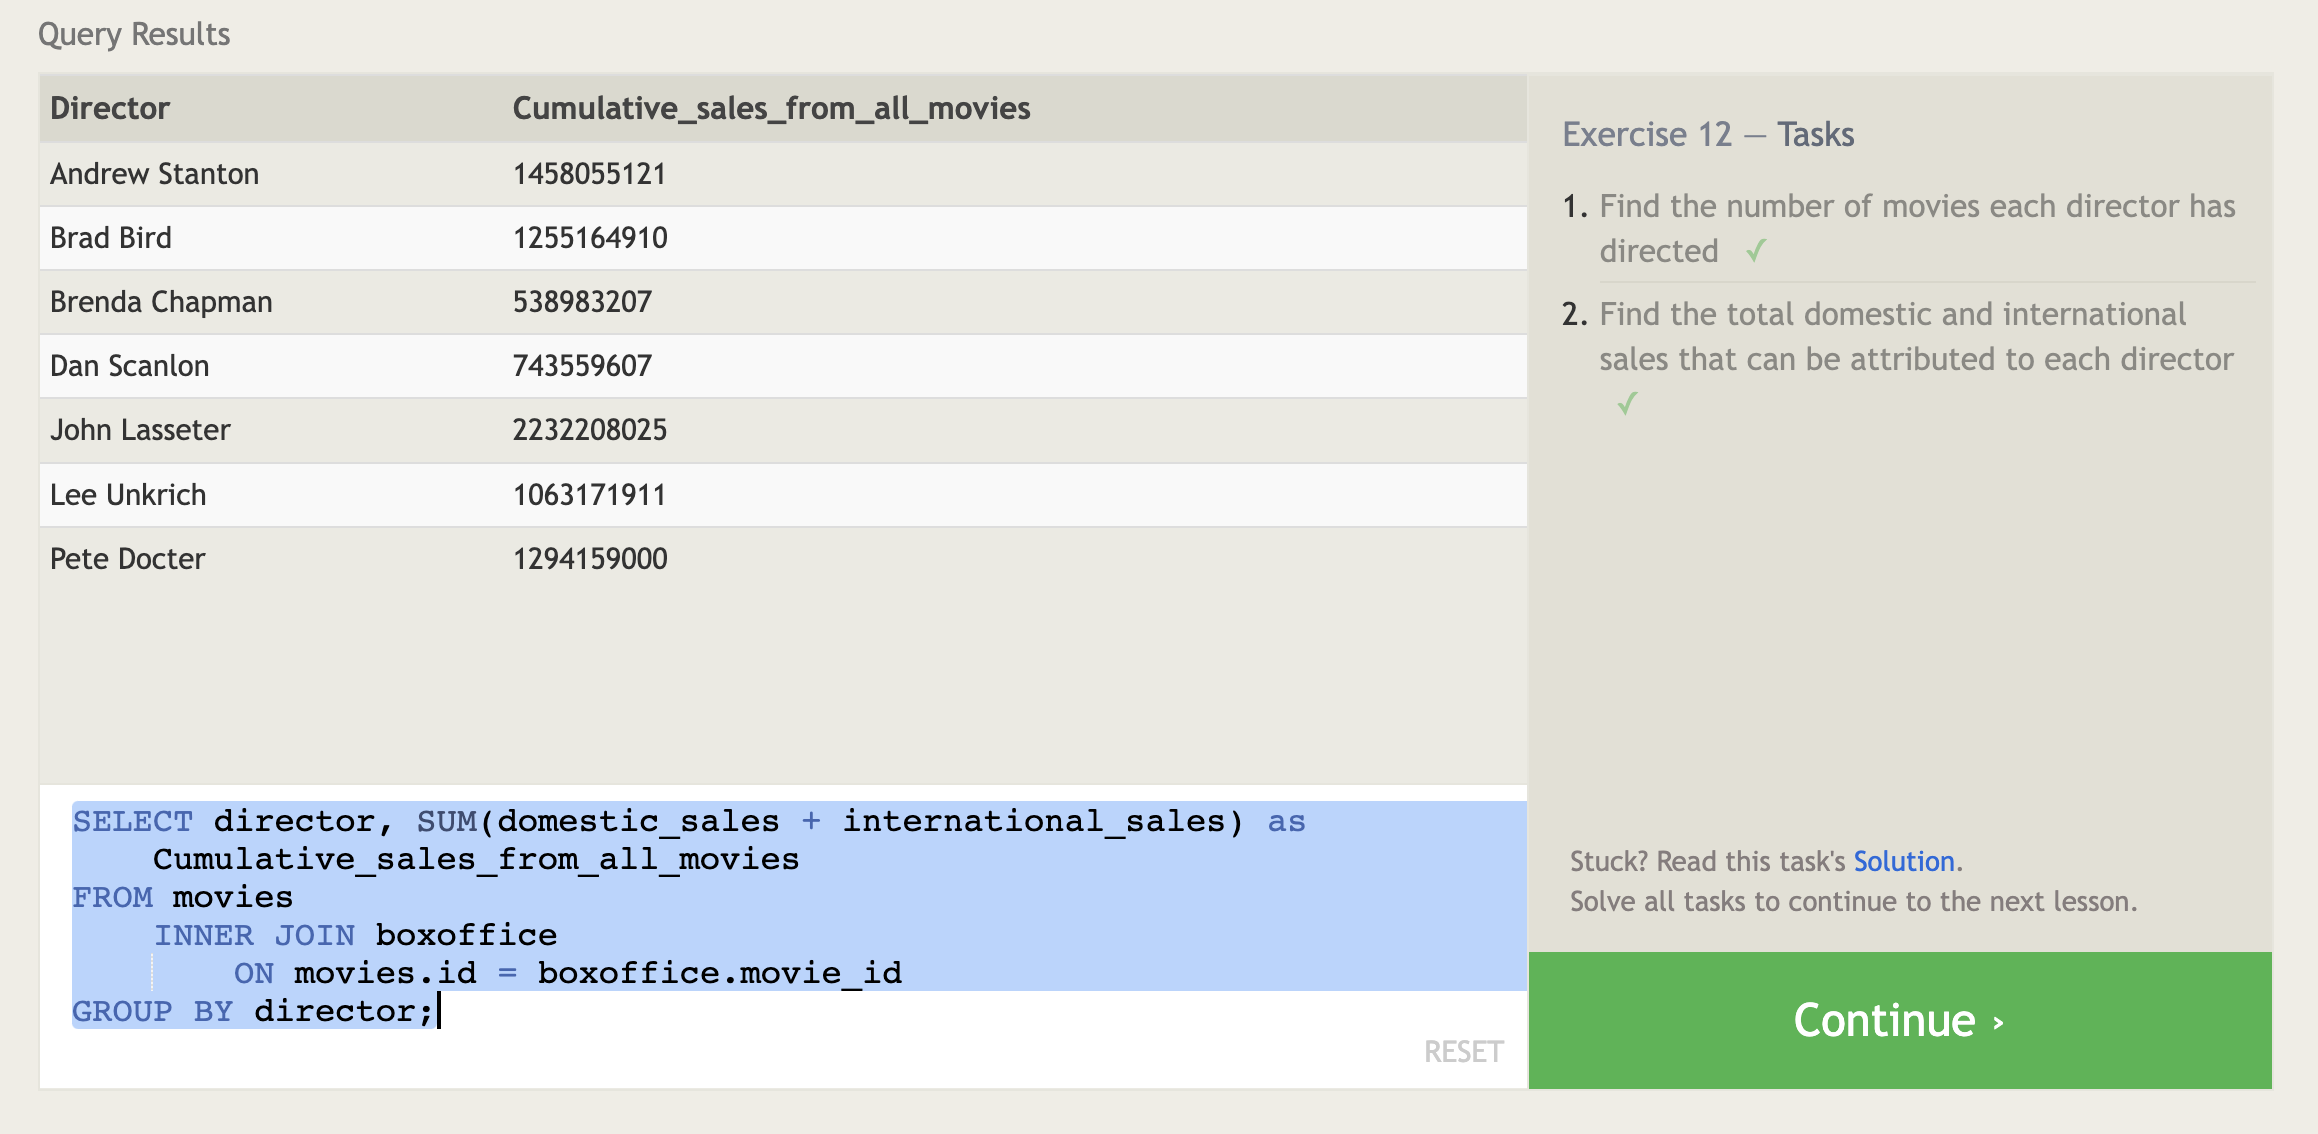 Query Results
Director Cumulative_sales_from_all_movies
Andrew Stanton 1458055121
Brad Bird 1255164910
Brenda Chapman 538983207
Dan Scanlon 743559607
John Lasseter 2232208025
Lee Unkrich 1063171911
Pete Docter 1294159000
SELECT director, SUM(domestic_sales + international_sales) as
Cumulative_sales_from_all_movies
FROM movies
INNER JOIN boxoffice
ON movies.id = boxoffice.movie_id
GROUP BY director;
RESET
Exercise 12 — Tasks
1. Find the number of movies each director has
directed ✓
2. Find the total domestic and international
sales that can be attributed to each director
✓
Stuck? Read this task's Solution.
Solve all tasks to continue to the next lesson.
Continue ›